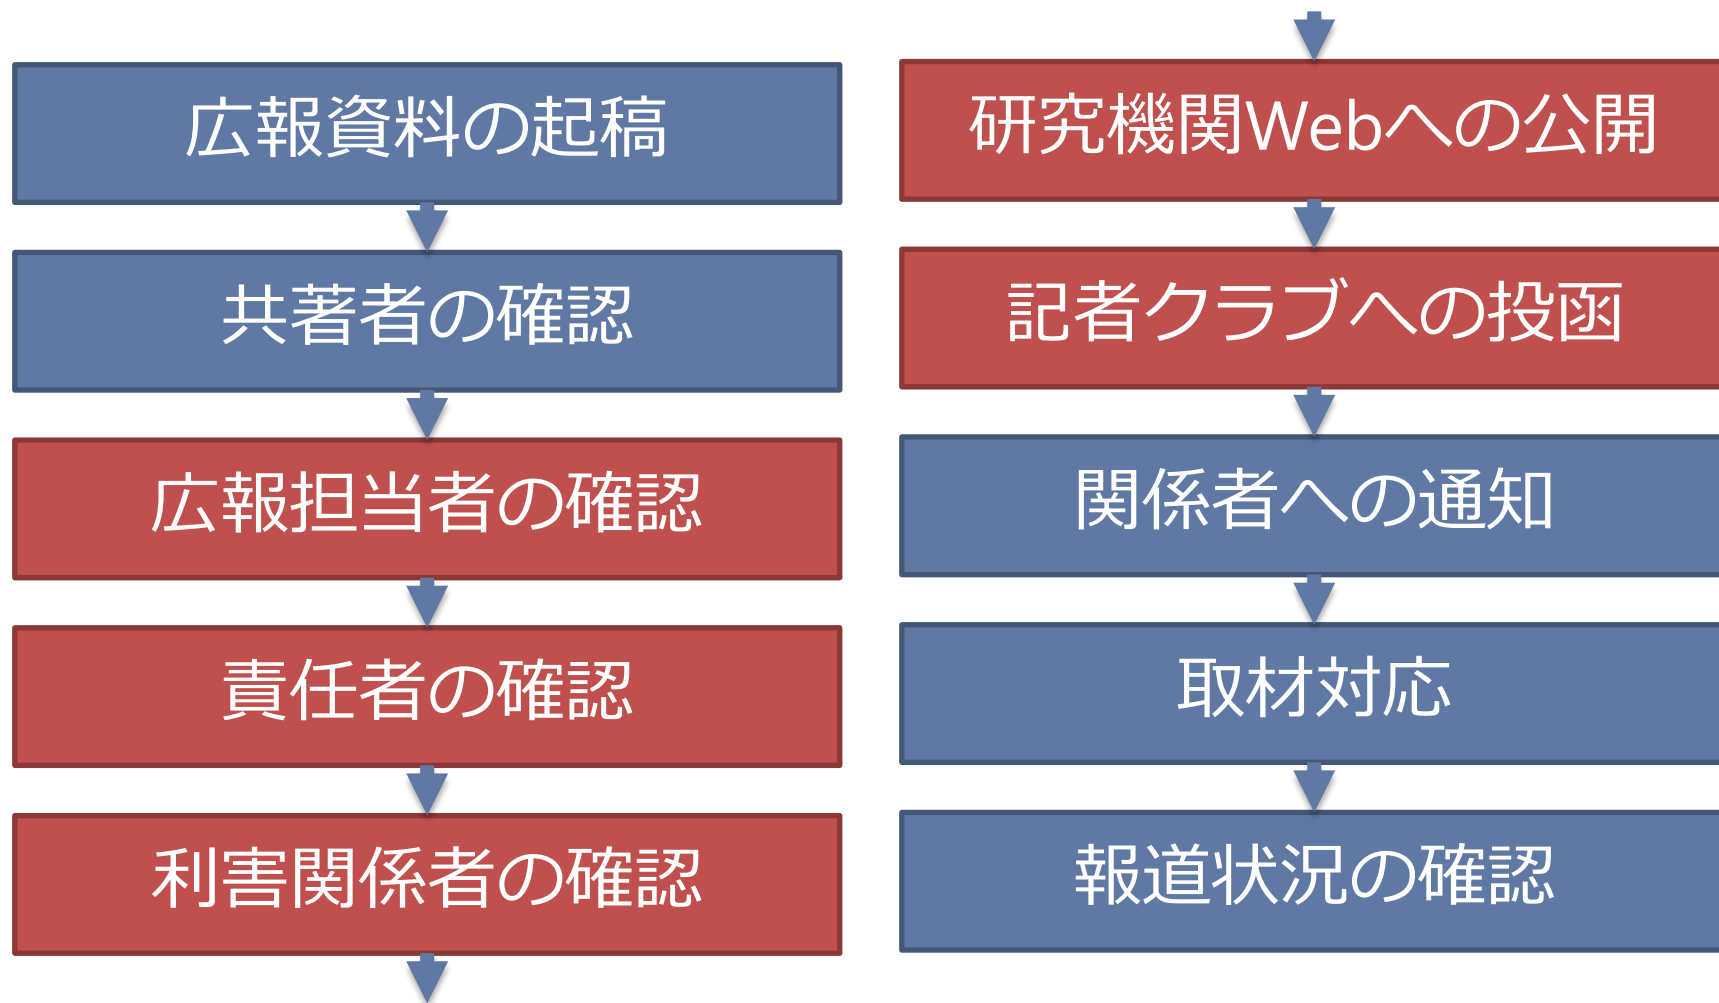 広報資料の起稿
共著者の確認
広報担当者の確認
責任者の確認
利害関係者の確認
研究機関Webへの公開
記者クラブへの投函
関係者への通知
取材対応
報道状況の確認